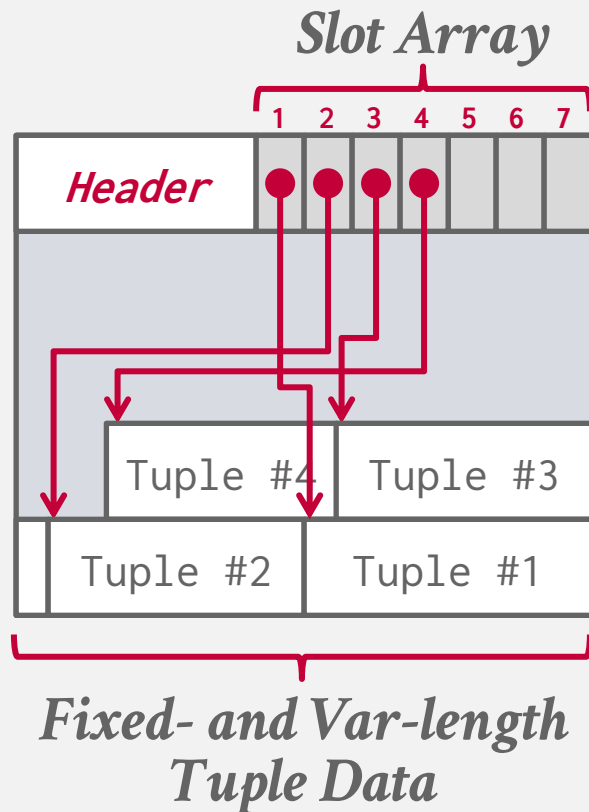 Slot Array
1 2 3 4 5 6 7
Header
Tuple #4 Tuple #3
Tuple #2 Tuple #1
Fixed- and Var-length
Tuple Data